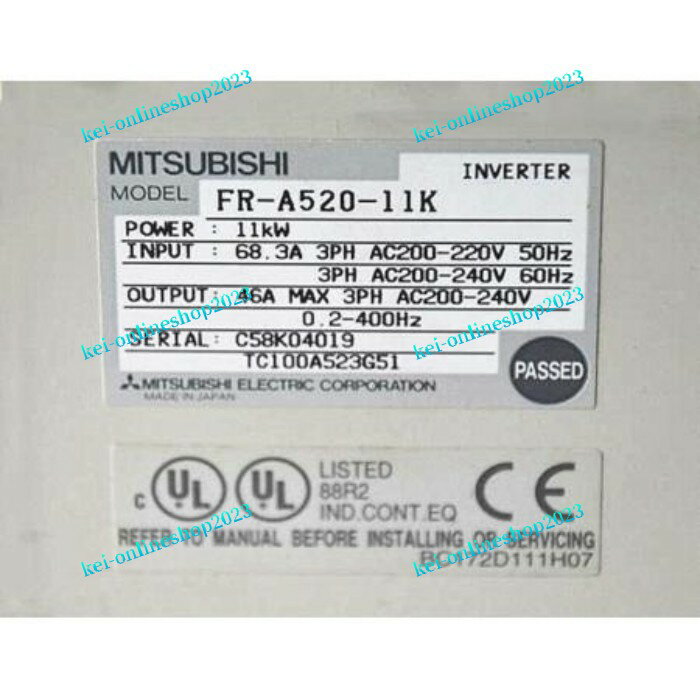 kei-onlineshop2023
kei-onlineshop2023
MITSUBISHI
INVERTER
MODEL FR-A520-11K
POWER : 11kW
INPUT : 68.3A 3PH AC200-220V 50Hz
3PH AC200-240V 60Hz
OUTPUT: 46A MAX 3PH AC200-240V
0.2-400Hz
kei-onlineshop2023
kei-onlineshop2023
SERIAL: C58K04019
TC100A523G51
PASSED
MITSUBISHI ELECTRIC CORPORATION
MADE IN JAPAN
c UL UL LISTED
88R2
IND.CONT.EQ
CE
REFER TO MANUAL BEFORE INSTALLING OR SERVICING
BC172D111H07
kei-onlineshop2023
kei-onlineshop2023